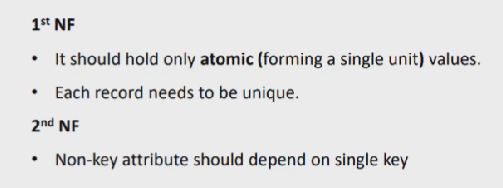 1st NF
• It should hold only atomic (forming a single unit) values.
• Each record needs to be unique.
2nd NF
• Non-key attribute should depend on single key